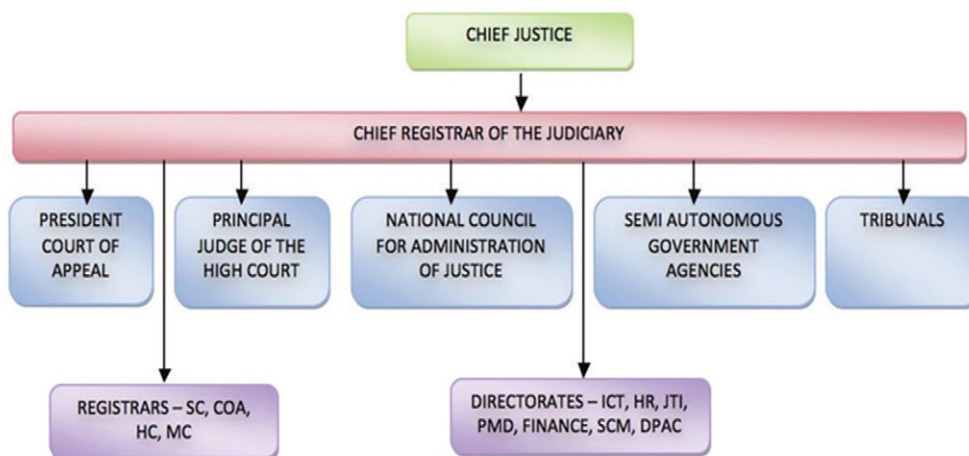 CHIEF JUSTICE
CHIEF REGISTRAR OF THE JUDICIARY
PRESIDENT
COURT OF
APPEAL
PRINCIPAL
JUDGE OF THE
HIGH COURT
NATIONAL COUNCIL
FOR ADMINISTRATION
OF JUSTICE
SEMI AUTONOMOUS
GOVERNMENT
AGENCIES
TRIBUNALS
REGISTRARS – SC, COA,
HC, MC
DIRECTORATES – ICT, HR, JTI,
PMD, FINANCE, SCM, DPAC